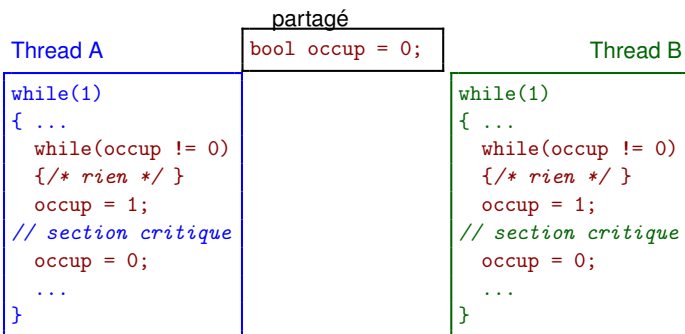 partagé
Thread A
bool occup = 0;
Thread B
while(1)
{ ...
while(occup != 0)
{/* rien */ }
occup = 1;
// section critique
occup = 0;
...
}
while(1)
{ ...
while(occup != 0)
{/* rien */ }
occup = 1;
// section critique
occup = 0;
...
}